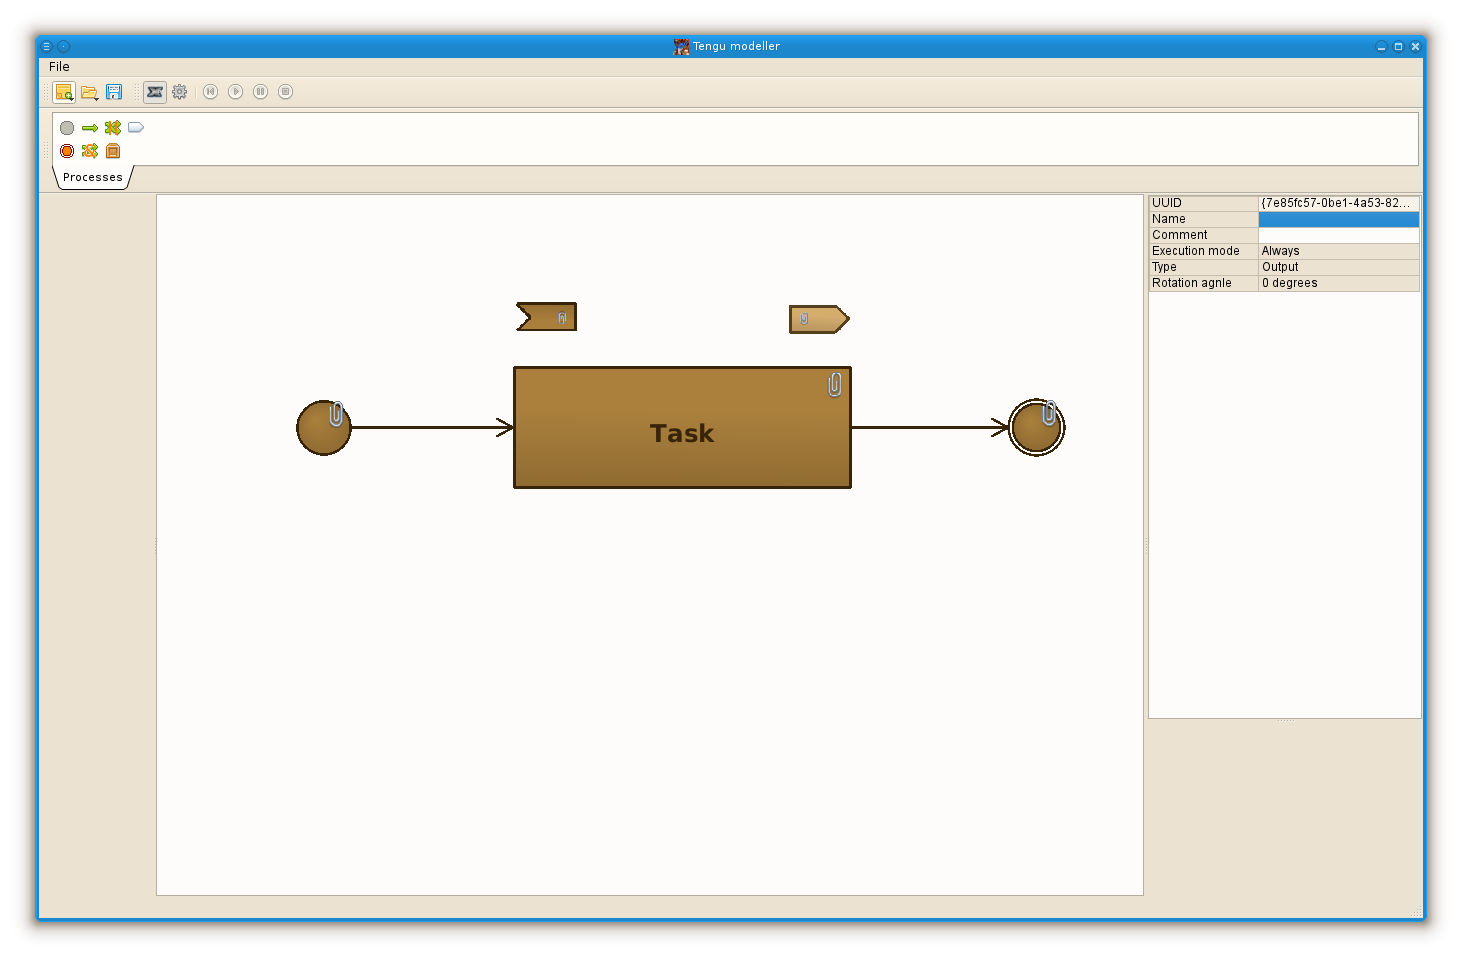 Tengu modeller
File
Processes
UUID {7e85fc57-0be1-4a53-82...
Name
Comment
Execution mode Always
Type Output
Rotation agnle 0 degrees
Task